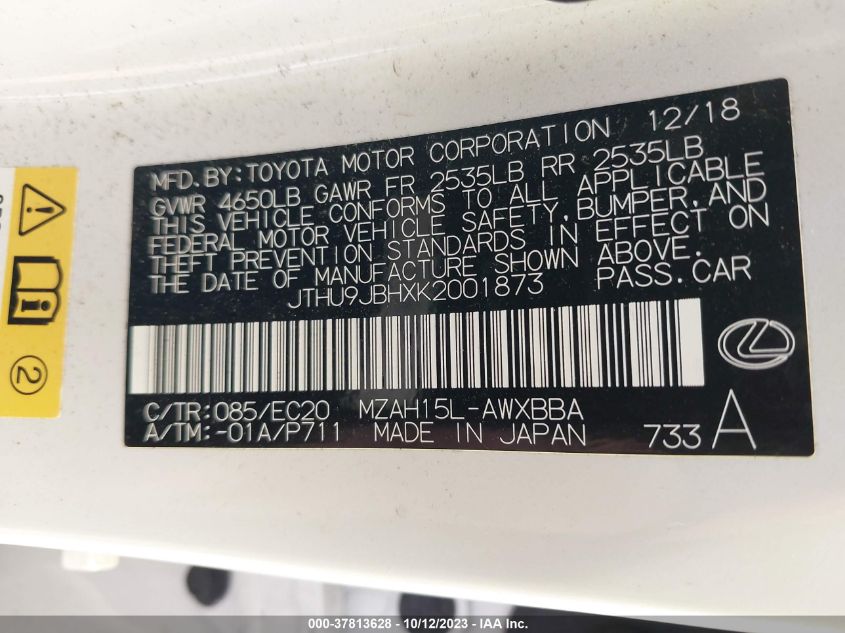 MFD. BY: TOYOTA MOTOR CORPORATION 12/18
GVWR 4650LB GAWR FR 2535LB RR 2535LB
THIS VEHICLE CONFORMS TO ALL APPLICABLE
FEDERAL MOTOR VEHICLE SAFETY, BUMPER, AND
THEFT PREVENTION STANDARDS IN EFFECT ON
THE DATE OF MANUFACTURE SHOWN ABOVE.
JTHU9JBHXK2001873 PASS.CAR
C/TR: 085/EC20 MZAH15L-AWXBBA
A/TM: -01A/P711 MADE IN JAPAN 733 A
2
000-37813628 - 10/12/2023 - IAA Inc.